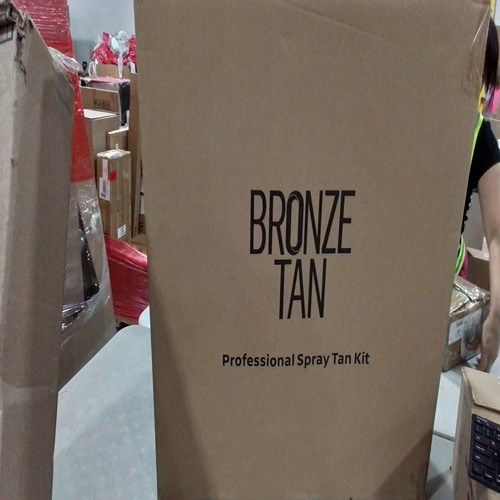 BRONZE
TAN
Professional Spray Tan Kit